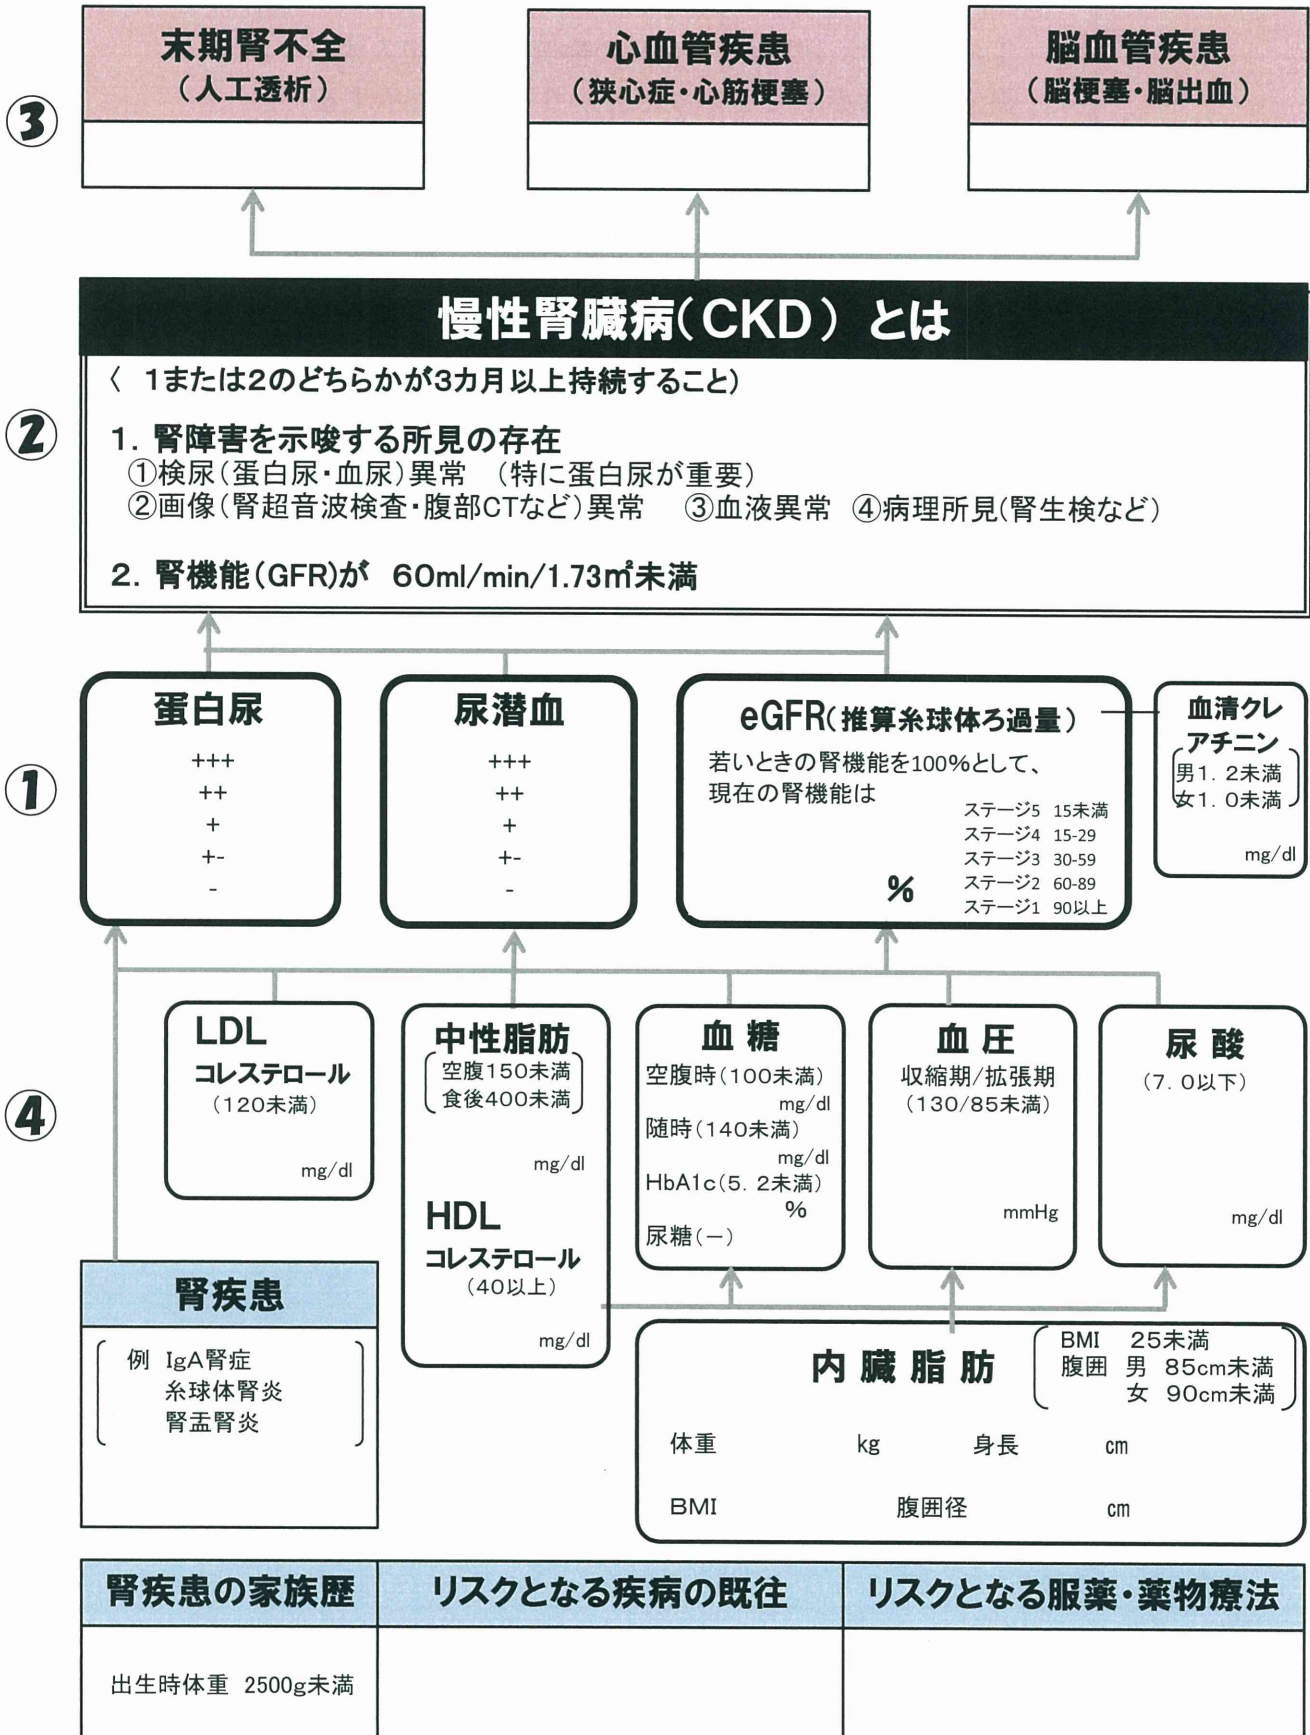 ③
末期腎不全
（人工透析）
心血管疾患
（狭心症・心筋梗塞）
脳血管疾患
（脳梗塞・脳出血）
慢性腎臓病（CKD）とは
②
〈 1または2のどちらかが3カ月以上持続すること）
1. 腎障害を示唆する所見の存在
①検尿（蛋白尿・血尿）異常 （特に蛋白尿が重要）
②画像（腎超音波検査・腹部CTなど）異常 ③血液異常 ④病理所見(腎生検など）
2. 腎機能（GFR)が 60ml/min/1.73㎡未満
①
蛋白尿
+++
++
+
+-
-
尿潜血
+++
++
+
+-
-
eGFR（推算糸球体ろ過量）
若いときの腎機能を100%として、
現在の腎機能は
%
ステージ5 15未満
ステージ4 15-29
ステージ3 30-59
ステージ2 60-89
ステージ1 90以上
血清クレ
アチニン
男1. 2未満
女1. 0未満
mg/dl
④
LDL
コレステロール
（120未満）
mg/dl
中性脂肪
空腹150未満
食後400未満
mg/dl
HDL
コレステロール
（40以上）
mg/dl
血糖
空腹時（100未満）
mg/dl
随時（140未満）
mg/dl
HbA1c（5. 2未満）
%
尿糖（－）
血圧
収縮期/拡張期
（130/85未満）
mmHg
尿酸
（7. 0以下）
mg/dl
腎疾患
例 IgA腎症
糸球体腎炎
腎盂腎炎
内臓脂肪
BMI 25未満
腹囲 男 85cm未満
女 90cm未満
体重 kg 身長 cm
BMI 腹囲径 cm
腎疾患の家族歴
リスクとなる疾病の既往
リスクとなる服薬・薬物療法
出生時体重 2500g未満